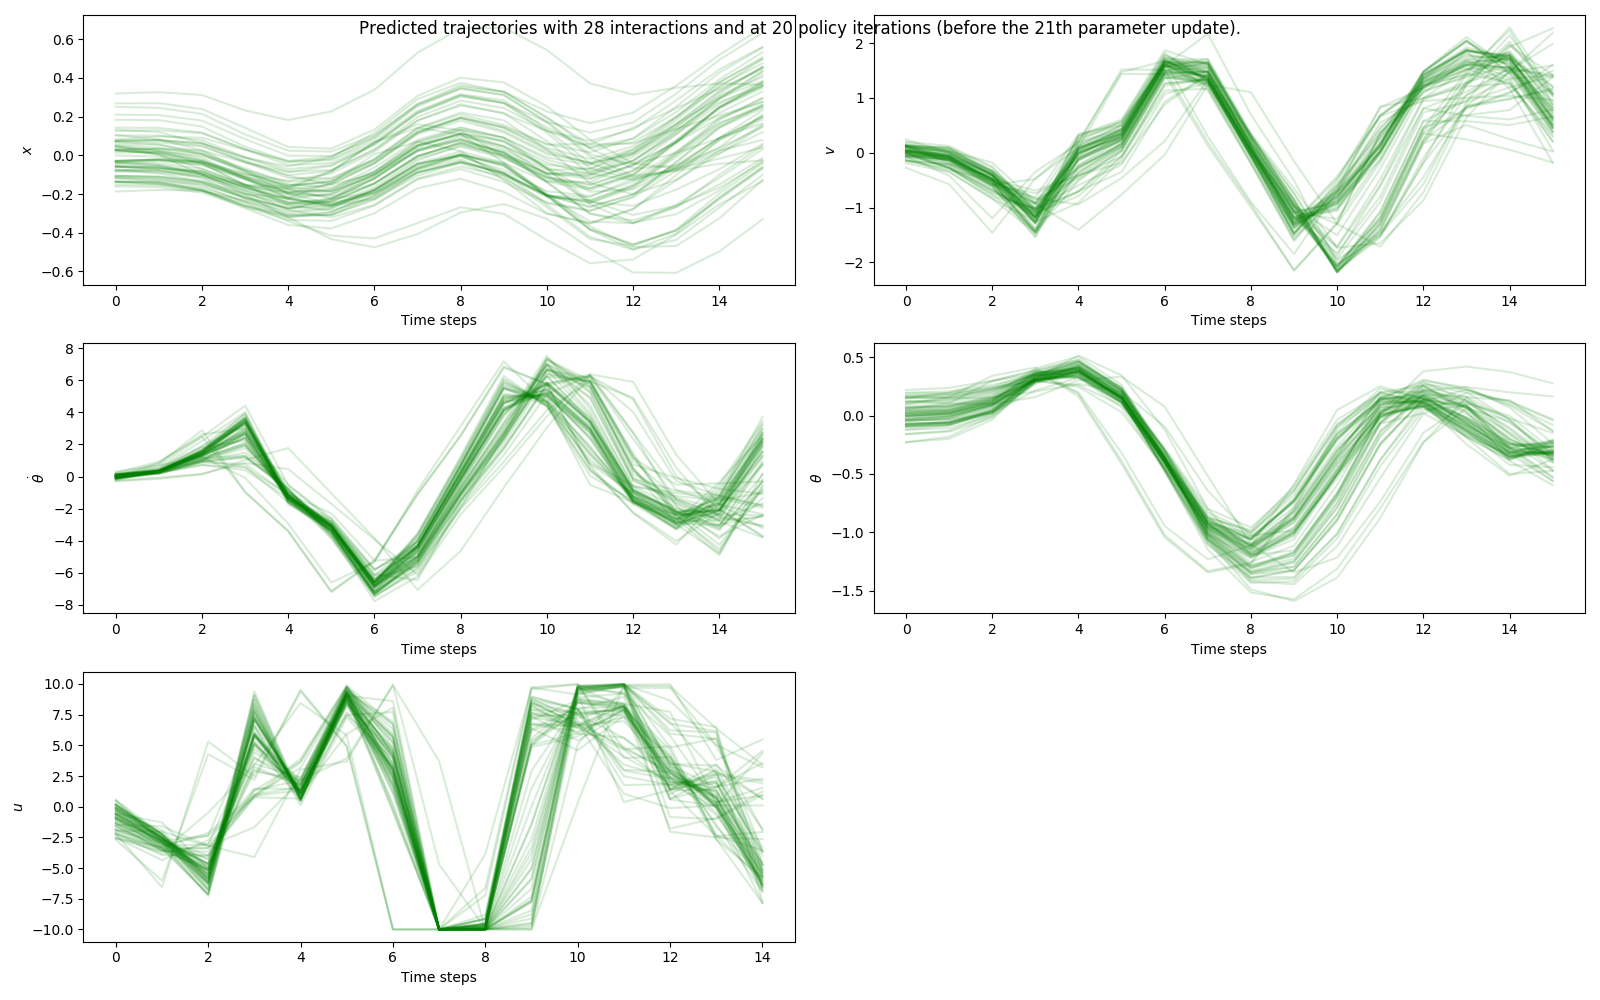 Predicted trajectories with 28 interactions and at 20 policy iterations (before the 21th parameter update).
0.6
0.4
0.2
0.0
−0.2
−0.4
−0.6
x
0 2 4 6 8 10 12 14
Time steps
2
1
0
−1
−2
v
0 2 4 6 8 10 12 14
Time steps
8
6
4
2
0
−2
−4
−6
−8
θ̇
0 2 4 6 8 10 12 14
Time steps
0.5
0.0
−0.5
−1.0
−1.5
θ
0 2 4 6 8 10 12 14
Time steps
10.0
7.5
5.0
2.5
0.0
−2.5
−5.0
−7.5
−10.0
u
0 2 4 6 8 10 12 14
Time steps